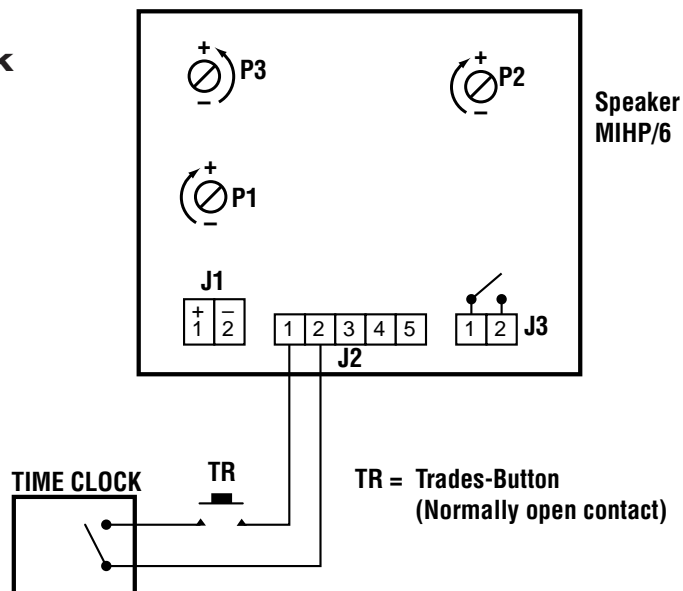 k
+
P3
−
+
P2
−
Speaker
MIHP/6
+
P1
−
J1
+ −
1 2
1 2 3 4 5
J2
1 2
J3
TIME CLOCK
TR
TR = Trades-Button
(Normally open contact)